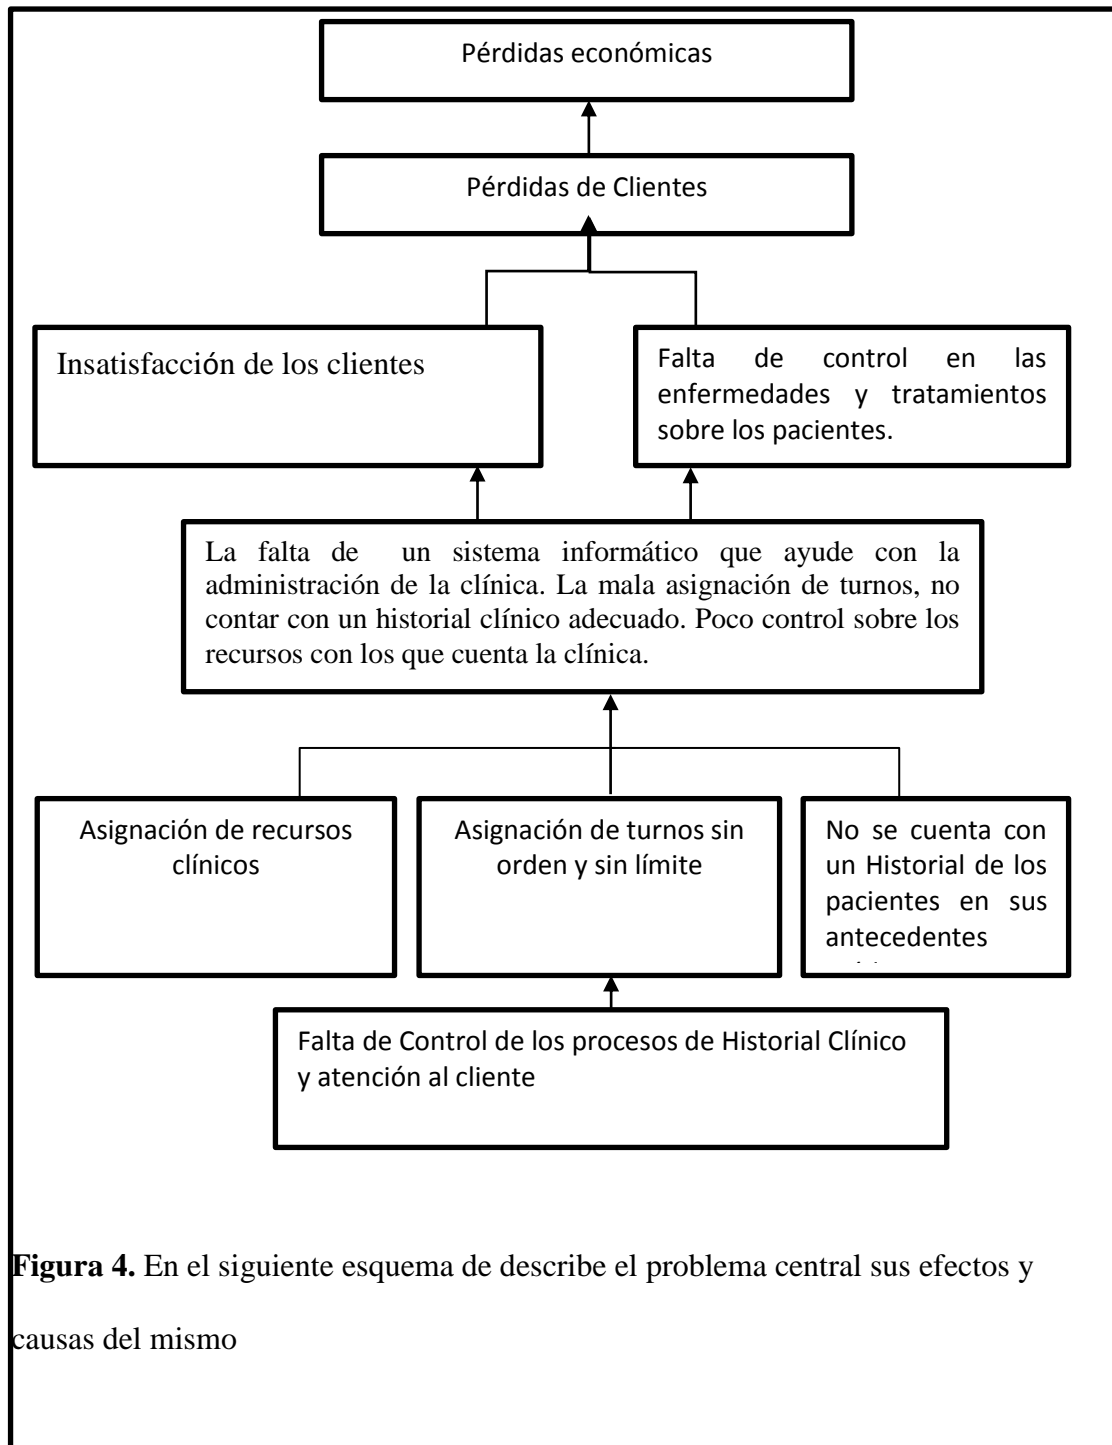 Pérdidas económicas
Pérdidas de Clientes
Insatisfacción de los clientes
Falta de control en las
enfermedades y tratamientos
sobre los pacientes.
La falta de un sistema informático que ayude con la
administración de la clínica. La mala asignación de turnos, no
contar con un historial clínico adecuado. Poco control sobre los
recursos con los que cuenta la clínica.
Asignación de recursos
clínicos
Asignación de turnos sin
orden y sin límite
No se cuenta con
un Historial de los
pacientes en sus
antecedentes
Falta de Control de los procesos de Historial Clínico
y atención al cliente
Figura 4. En el siguiente esquema de describe el problema central sus efectos y
causas del mismo